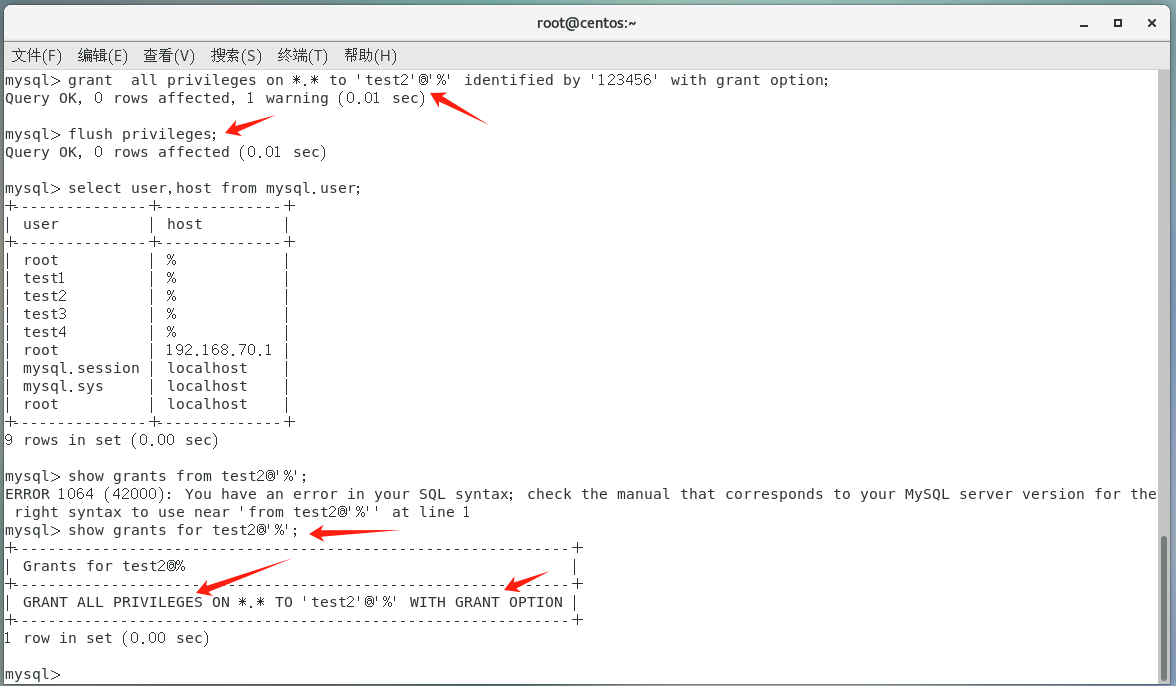 root@centos:~
文件(F) 编辑(E) 查看(V) 搜索(S) 终端(T) 帮助(H)
mysql> grant  all privileges on *.* to 'test2'@'%' identified by '123456' with grant option;
Query OK, 0 rows affected, 1 warning (0.01 sec)
mysql> flush privileges;
Query OK, 0 rows affected (0.01 sec)
mysql> select user,host from mysql.user;
+---------------+--------------+
| user          | host         |
+---------------+--------------+
| root          | %            |
| test1         | %            |
| test2         | %            |
| test3         | %            |
| test4         | %            |
| root          | 192.168.70.1 |
| mysql.session | localhost    |
| mysql.sys     | localhost    |
| root          | localhost    |
+---------------+--------------+
9 rows in set (0.00 sec)
mysql> show grants from test2@'%';
ERROR 1064 (42000): You have an error in your SQL syntax; check the manual that corresponds to your MySQL server version for the
 right syntax to use near 'from test2@'%'' at line 1
mysql> show grants for test2@'%';
+--------------------------------------------------------------+
| Grants for test2@%                                           |
+--------------------------------------------------------------+
| GRANT ALL PRIVILEGES ON *.* TO 'test2'@'%' WITH GRANT OPTION |
+--------------------------------------------------------------+
1 row in set (0.00 sec)
mysql>